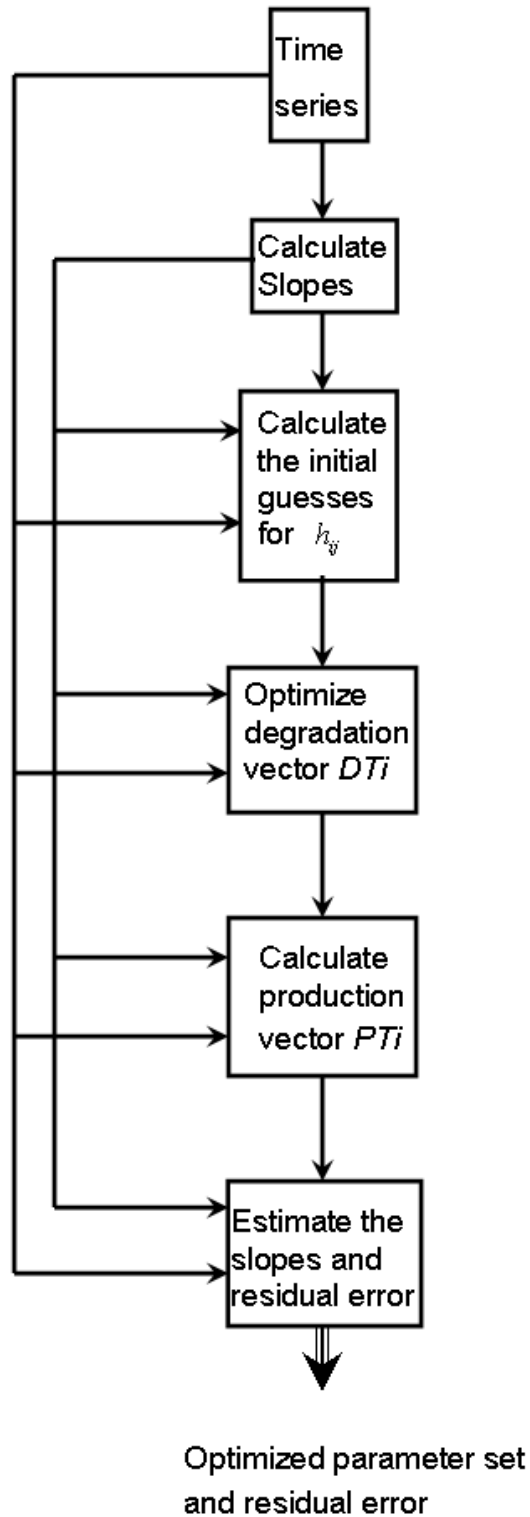 Time
series
Calculate
Slopes
Calculate
the initial
guesses
for h_ij
Optimize
degradation
vector DTi
Calculate
production
vector PTi
Estimate the
slopes and
residual error
Optimized parameter set
and residual error